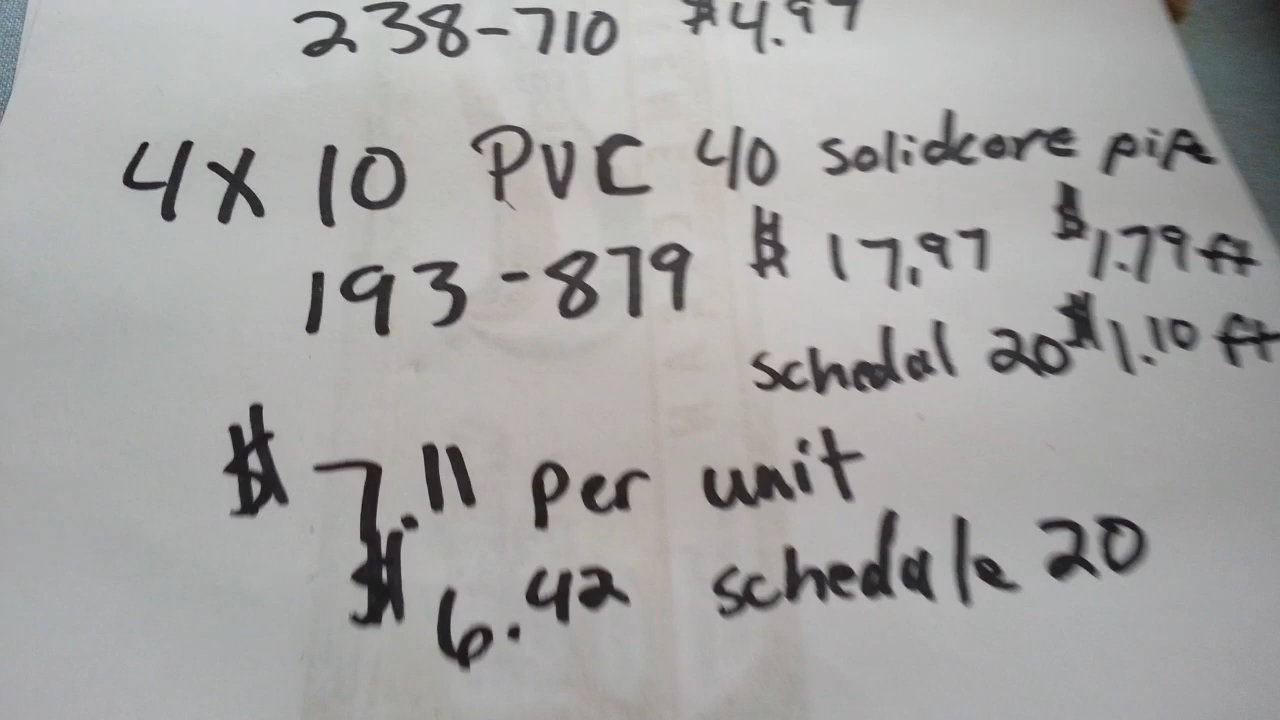 238-710 $4.97
4x10 PVC 40 solidcore pipe
193-879 $17.97 $1.79 ft
schedal 20 $1.10 ft
$7.11 per unit
$6.42 schedale 20